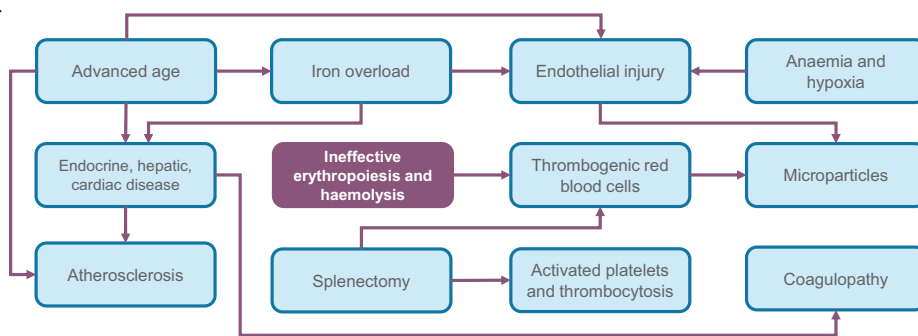 Advanced age
Iron overload
Endothelial injury
Anaemia and
hypoxia
Endocrine, hepatic,
cardiac disease
Ineffective
erythropoiesis and
haemolysis
Thrombogenic red
blood cells
Microparticles
Atherosclerosis
Splenectomy
Activated platelets
and thrombocytosis
Coagulopathy